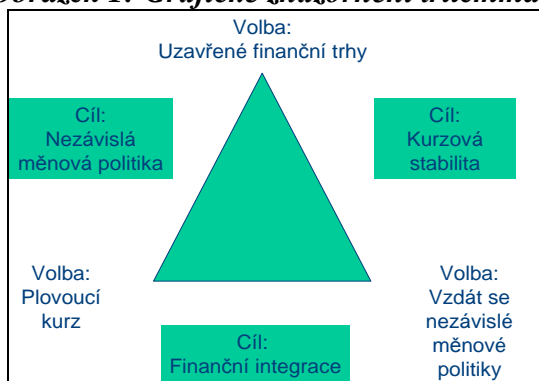 Volba:
Uzavřené finanční trhy
Cíl:
Nezávislá
měnová politika
Cíl:
Kurzová
stabilita
Volba:
Plovoucí
kurz
Volba:
Vzdát se
nezávislé
měnové
politiky
Cíl:
Finanční integrace